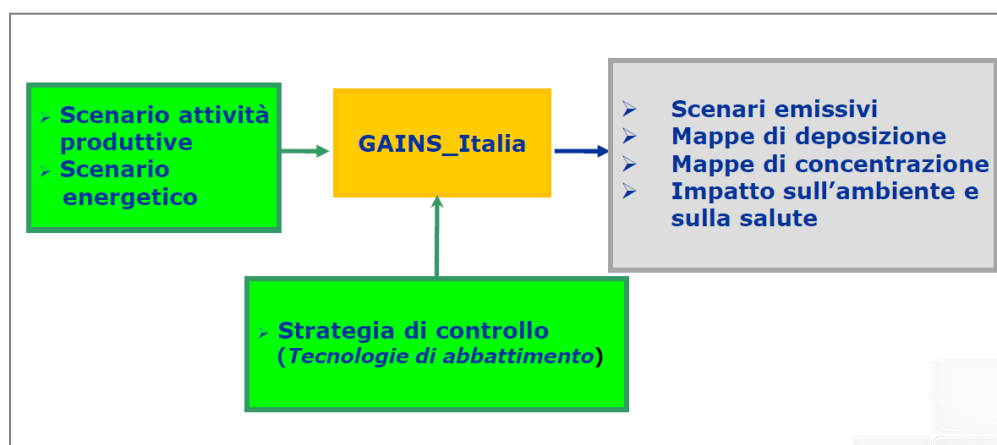 Scenario attività
produttive
Scenario
energetico
GAINS_Italia
Scenari emissivi
Mappe di deposizione
Mappe di concentrazione
Impatto sull'ambiente e
sulla salute
Strategia di controllo
(Tecnologie di abbattimento)